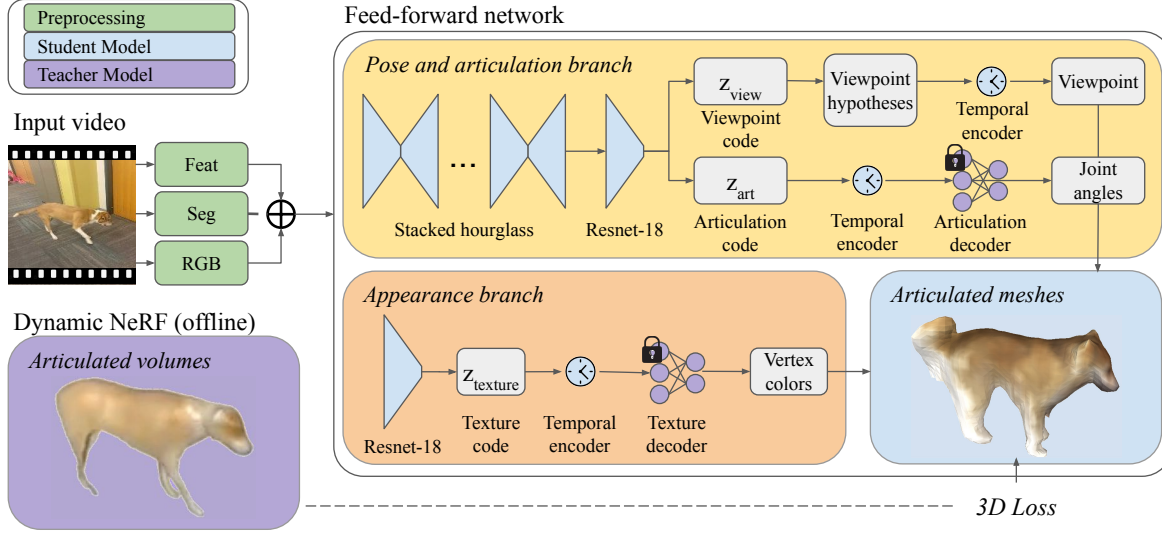 Preprocessing
Student Model
Teacher Model
Input video
Feat
Seg
RGB
Dynamic NeRF (offline)
Articulated volumes
Feed-forward network
Pose and articulation branch
...
Stacked hourglass
Resnet-18
z_view
Viewpoint
code
Viewpoint
hypotheses
Temporal
encoder
Viewpoint
z_art
Articulation
code
Temporal
encoder
Articulation
decoder
Joint
angles
Appearance branch
Resnet-18
z_texture
Texture
code
Temporal
encoder
Texture
decoder
Vertex
colors
Articulated meshes
3D Loss